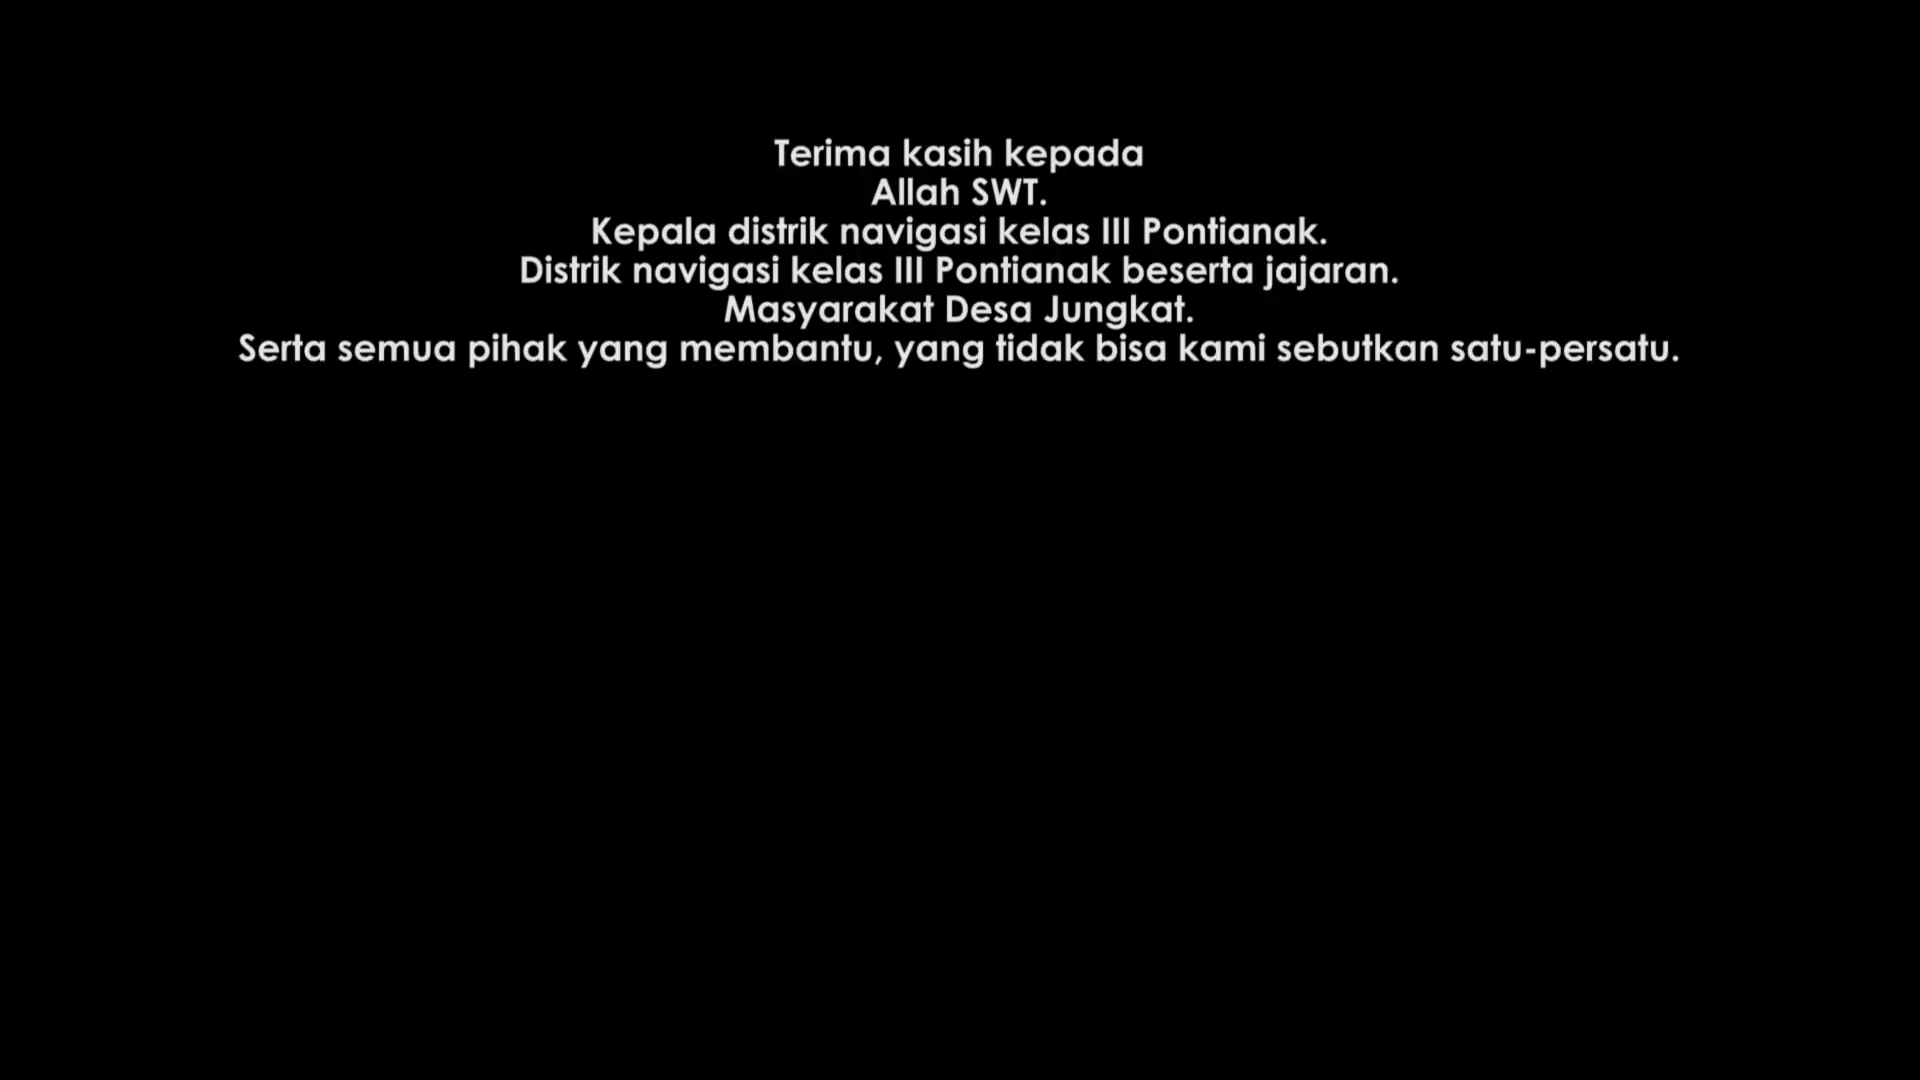 Terima kasih kepada
Allah SWT.
Kepala distrik navigasi kelas III Pontianak.
Distrik navigasi kelas III Pontianak beserta jajaran.
Masyarakat Desa Jungkat.
Serta semua pihak yang membantu, yang tidak bisa kami sebutkan satu-persatu.